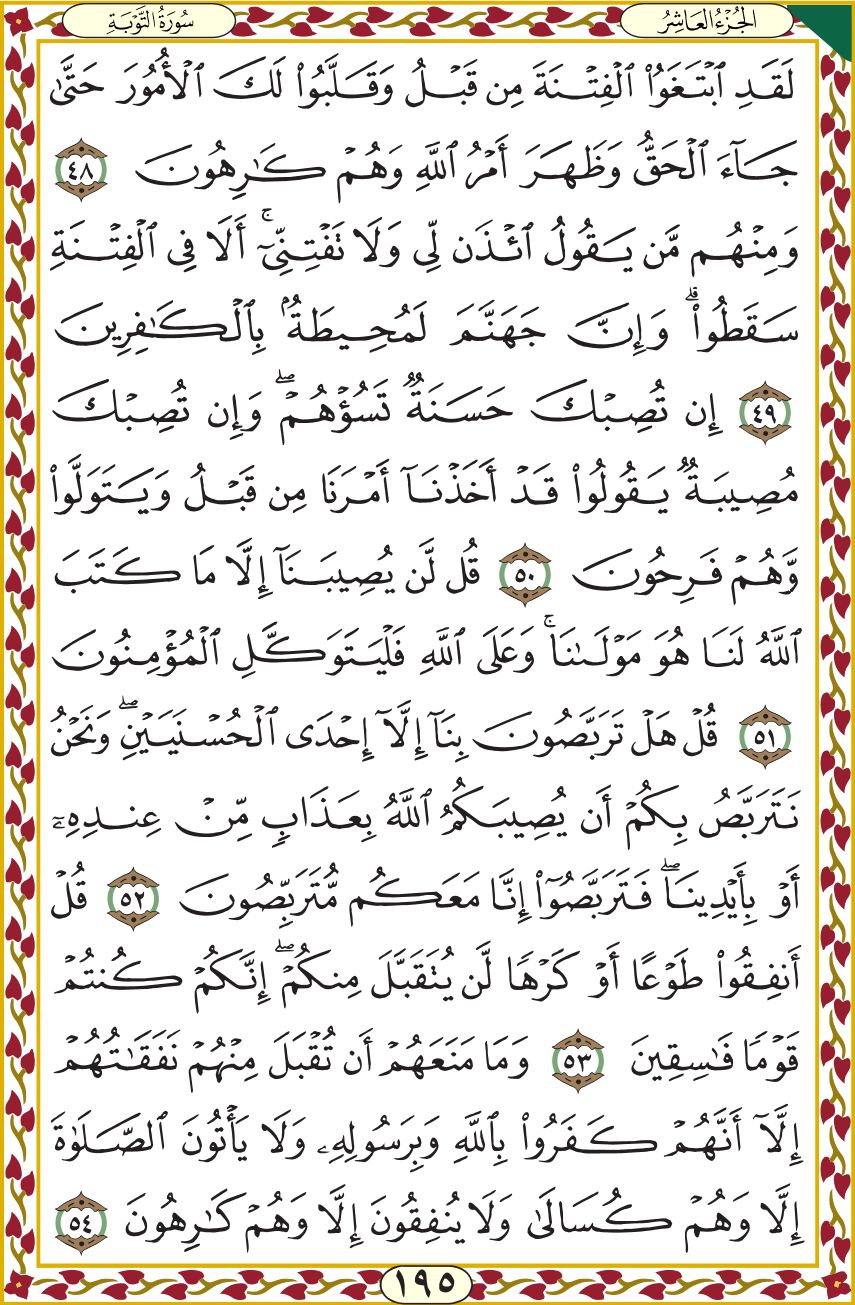 الجُزْءُ العَاشِرُ
سُورَةُ التَّوْبَةِ
لَقَدِ ٱبْتَغَوُا۟ ٱلْفِتْنَةَ مِن قَبْلُ وَقَلَّبُوا۟ لَكَ ٱلْأُمُورَ حَتَّىٰ
جَآءَ ٱلْحَقُّ وَظَهَرَ أَمْرُ ٱللَّهِ وَهُمْ كَـٰرِهُونَ ٤٨
وَمِنْهُم مَّن يَقُولُ ٱئْذَن لِّى وَلَا تَفْتِنِّىٓ ۚ أَلَا فِى ٱلْفِتْنَةِ
سَقَطُوا۟ ۗ وَإِنَّ جَهَنَّمَ لَمُحِيطَةٌۢ بِٱلْكَـٰفِرِينَ
٤٩ إِن تُصِبْكَ حَسَنَةٌ تَسُؤْهُمْ ۖ وَإِن تُصِبْكَ
مُصِيبَةٌ يَقُولُوا۟ قَدْ أَخَذْنَآ أَمْرَنَا مِن قَبْلُ وَيَتَوَلَّوا۟
وَّهُمْ فَرِحُونَ ٥٠ قُل لَّن يُصِيبَنَآ إِلَّا مَا كَتَبَ
ٱللَّهُ لَنَا هُوَ مَوْلَىٰنَا ۚ وَعَلَى ٱللَّهِ فَلْيَتَوَكَّلِ ٱلْمُؤْمِنُونَ
٥١ قُلْ هَلْ تَرَبَّصُونَ بِنَآ إِلَّآ إِحْدَى ٱلْحُسْنَيَيْنِ ۖ وَنَحْنُ
نَتَرَبَّصُ بِكُمْ أَن يُصِيبَكُمُ ٱللَّهُ بِعَذَابٍ مِّنْ عِندِهِۦٓ
أَوْ بِأَيْدِينَا ۖ فَتَرَبَّصُوٓا۟ إِنَّا مَعَكُم مُّتَرَبِّصُونَ ٥٢ قُلْ
أَنفِقُوا۟ طَوْعًا أَوْ كَرْهًا لَّن يُتَقَبَّلَ مِنكُمْ ۖ إِنَّكُمْ كُنتُمْ
قَوْمًا فَـٰسِقِينَ ٥٣ وَمَا مَنَعَهُمْ أَن تُقْبَلَ مِنْهُمْ نَفَقَـٰتُهُمْ
إِلَّآ أَنَّهُمْ كَفَرُوا۟ بِٱللَّهِ وَبِرَسُولِهِۦ وَلَا يَأْتُونَ ٱلصَّلَوٰةَ
إِلَّا وَهُمْ كُسَالَىٰ وَلَا يُنفِقُونَ إِلَّا وَهُمْ كَـٰرِهُونَ ٥٤
١٩٥